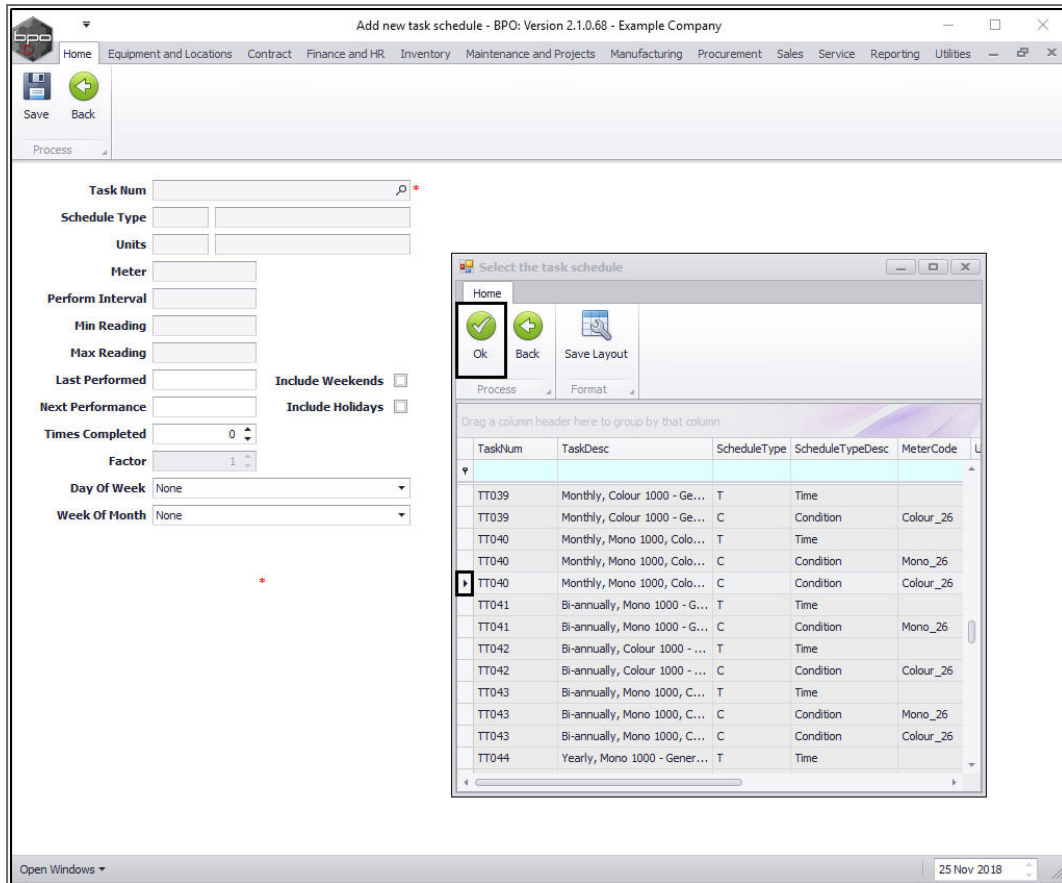 Add new task schedule - BPO: Version 2.1.0.68 - Example Company
bpo
Home Equipment and Locations Contract Finance and HR Inventory Maintenance and Projects Manufacturing Procurement Sales Service Reporting Utilities
Save Back
Process
Task Num *
Schedule Type
Units
Meter
Perform Interval
Min Reading
Max Reading
Last Performed Include Weekends
Next Performance Include Holidays
Times Completed 0
Factor 1
Day Of Week None
Week Of Month None
*
Select the task schedule
Home
Ok Back Save Layout
Process Format
Drag a column header here to group by that column
TaskNum TaskDesc ScheduleType ScheduleTypeDesc MeterCode U
TT039 Monthly, Colour 1000 - Ge... T Time
TT039 Monthly, Colour 1000 - Ge... C Condition Colour_26
TT040 Monthly, Mono 1000, Colo... T Time
TT040 Monthly, Mono 1000, Colo... C Condition Mono_26
TT040 Monthly, Mono 1000, Colo... C Condition Colour_26
TT041 Bi-annually, Mono 1000 - G... T Time
TT041 Bi-annually, Mono 1000 - G... C Condition Mono_26
TT042 Bi-annually, Colour 1000 - ... T Time
TT042 Bi-annually, Colour 1000 - ... C Condition Colour_26
TT043 Bi-annually, Mono 1000, C... T Time
TT043 Bi-annually, Mono 1000, C... C Condition Mono_26
TT043 Bi-annually, Mono 1000, C... C Condition Colour_26
TT044 Yearly, Mono 1000 - Gener... T Time
Open Windows 25 Nov 2018